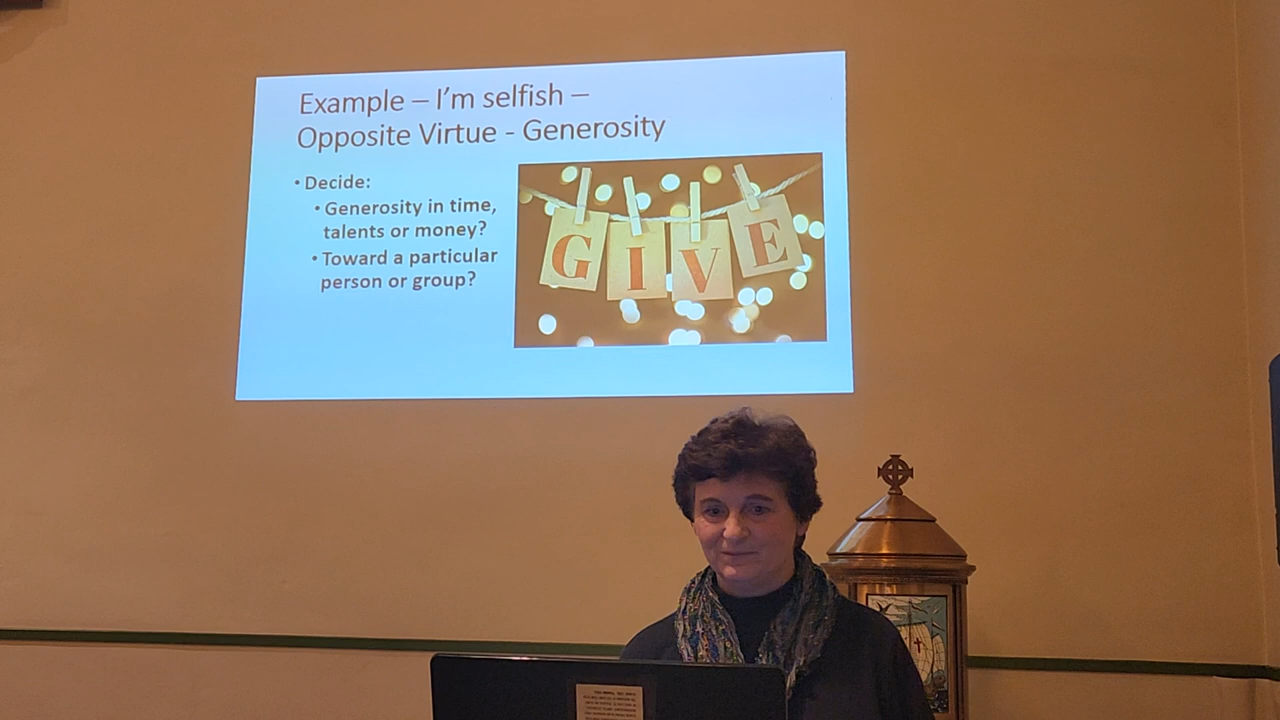 Example – I'm selfish –
Opposite Virtue - Generosity
• Decide:
• Generosity in time,
talents or money?
• Toward a particular
person or group?
GIVE